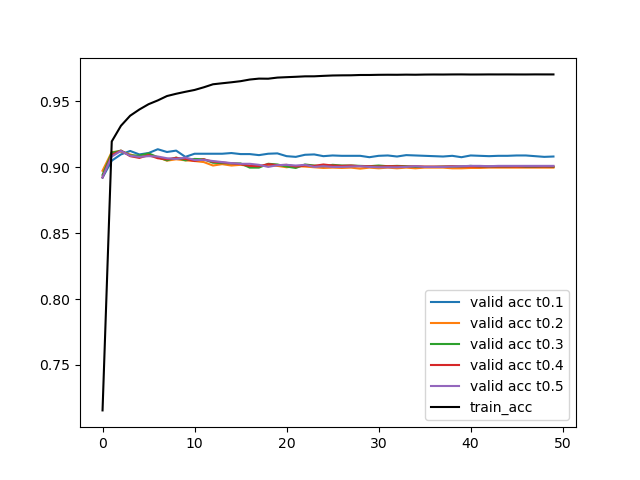 0.95
0.90
0.85
0.80
0.75
0
10
20
30
40
50
valid acc t0.1
valid acc t0.2
valid acc t0.3
valid acc t0.4
valid acc t0.5
train_acc